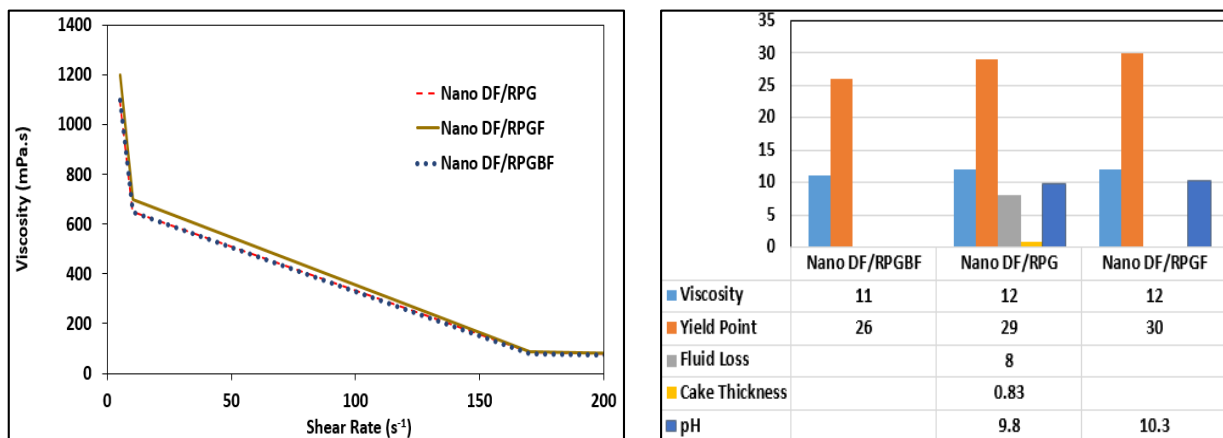 1400
1200
1000
800
600
400
200
0
Viscosity (mPa.s)
Nano DF/RPG
Nano DF/RPGF
Nano DF/RPGBF
0 50 100 150 200
Shear Rate (s⁻¹)
35
30
25
20
15
10
5
0
Nano DF/RPGBF Nano DF/RPG Nano DF/RPGF
Viscosity 11 12 12
Yield Point 26 29 30
Fluid Loss 8
Cake Thickness 0.83
pH 9.8 10.3